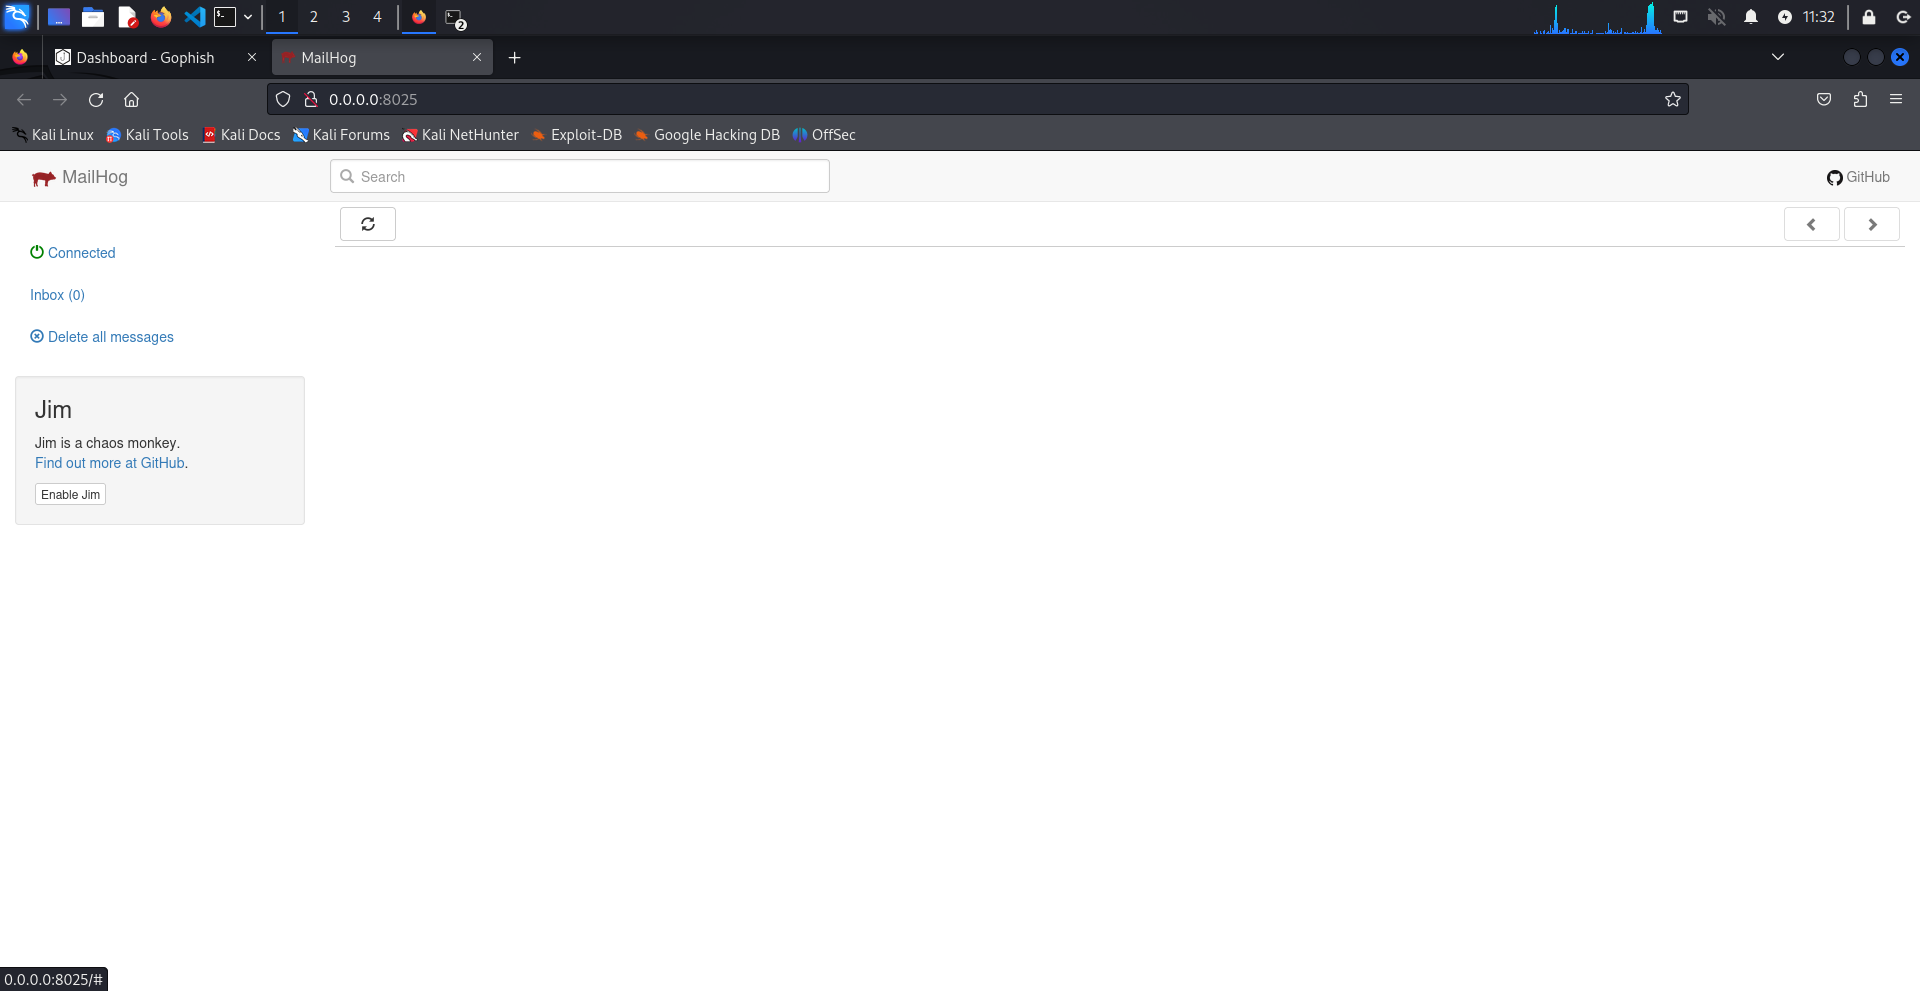 1 2 3 4 2 11:32
Dashboard - Gophish MailHog
0.0.0.0:8025
Kali Linux Kali Tools Kali Docs Kali Forums Kali NetHunter Exploit-DB Google Hacking DB OffSec
MailHog Search GitHub
Connected
Inbox (0)
Delete all messages
Jim
Jim is a chaos monkey.
Find out more at GitHub.
Enable Jim
0.0.0.0:8025/#